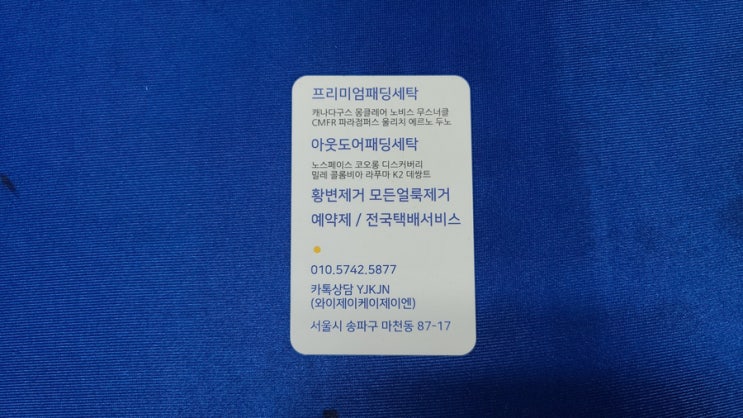 프리미엄패딩세탁
캐나다구스 몽클레어 노비스 무스너클
CMFR 파라점퍼스 울리치 에르노 두노
아웃도어패딩세탁
노스페이스 코오롱 디스커버리
밀레 콜롬비아 라푸마 K2 데쌍트
황변제거 모든얼룩제거
예약제 / 전국택배서비스
010.5742.5877
카톡상담 YJKJN
(와이제이케이제이엔)
서울시 송파구 마천동 87-17